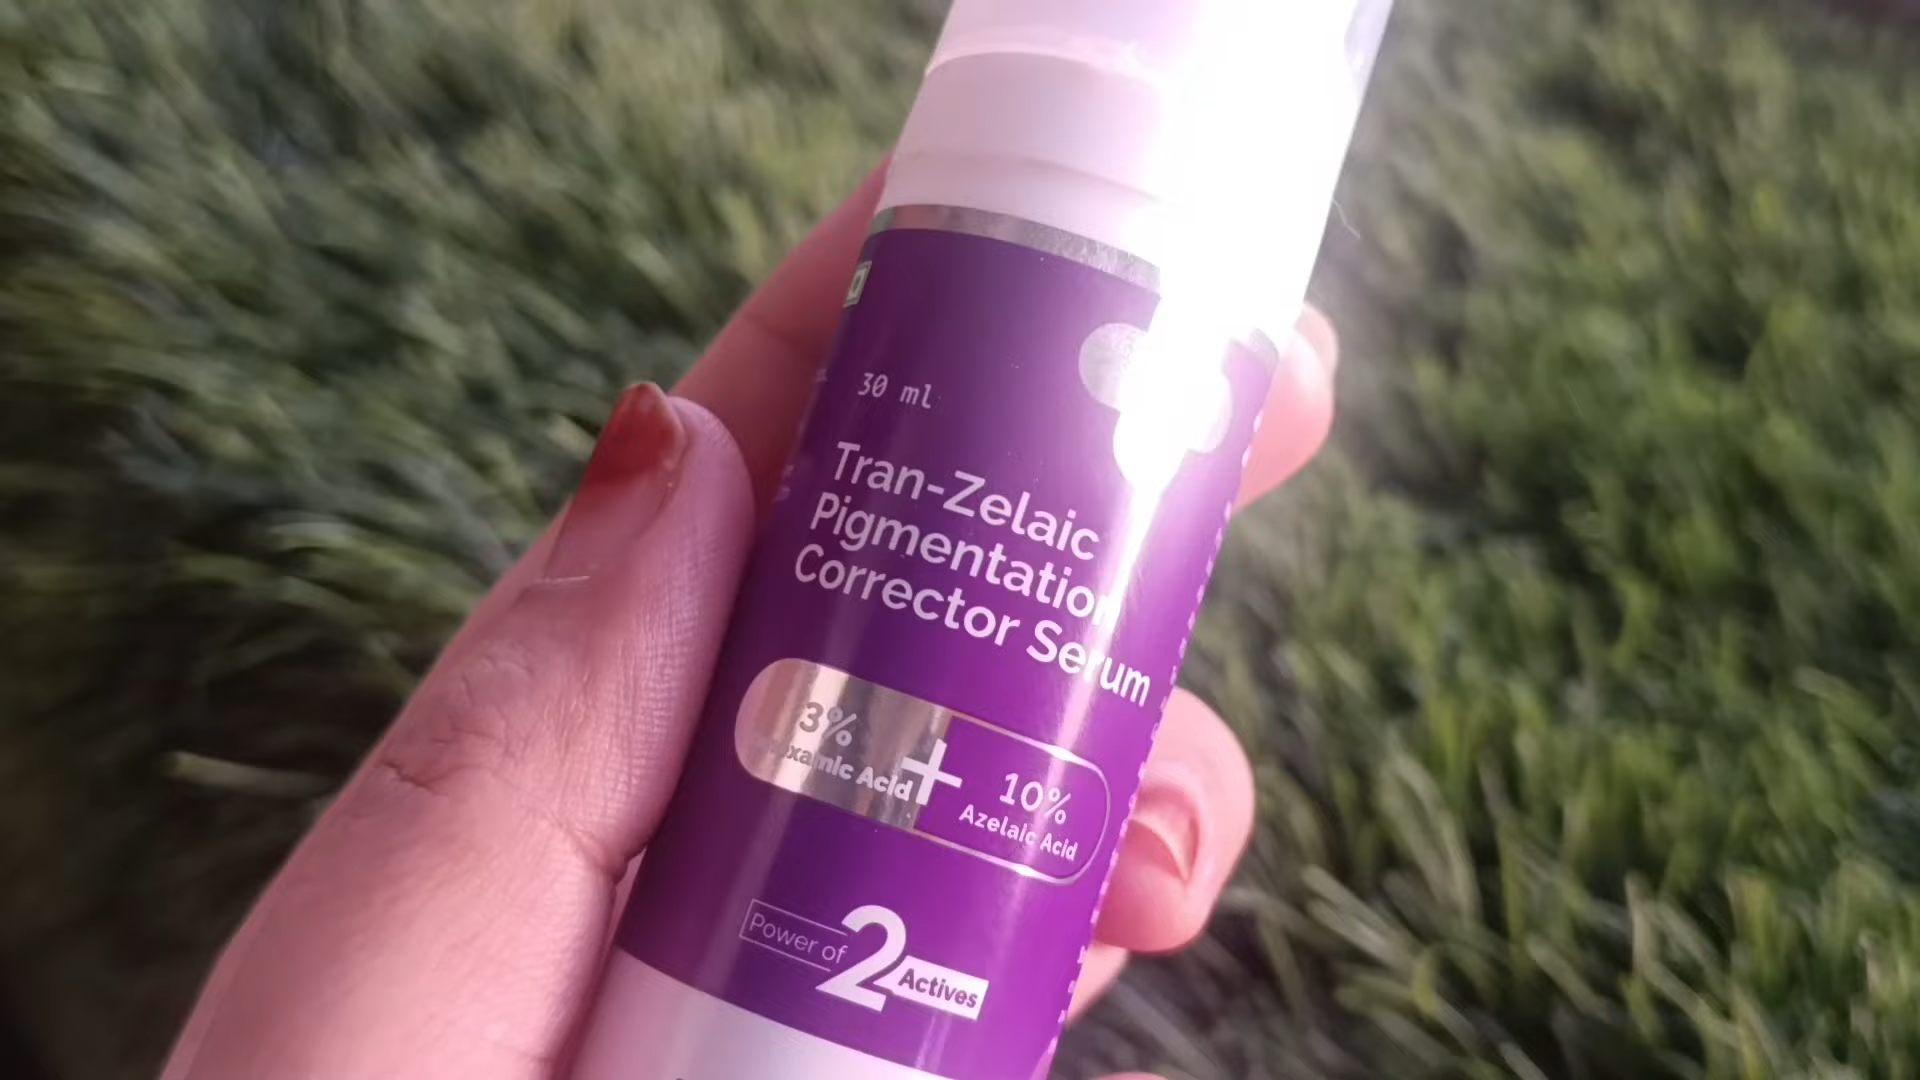 30 ml
Tran-Zelaic
Pigmentation
Corrector Serum
3%
Acid
10%
Azelaic Acid
+
Power of 2 Actives